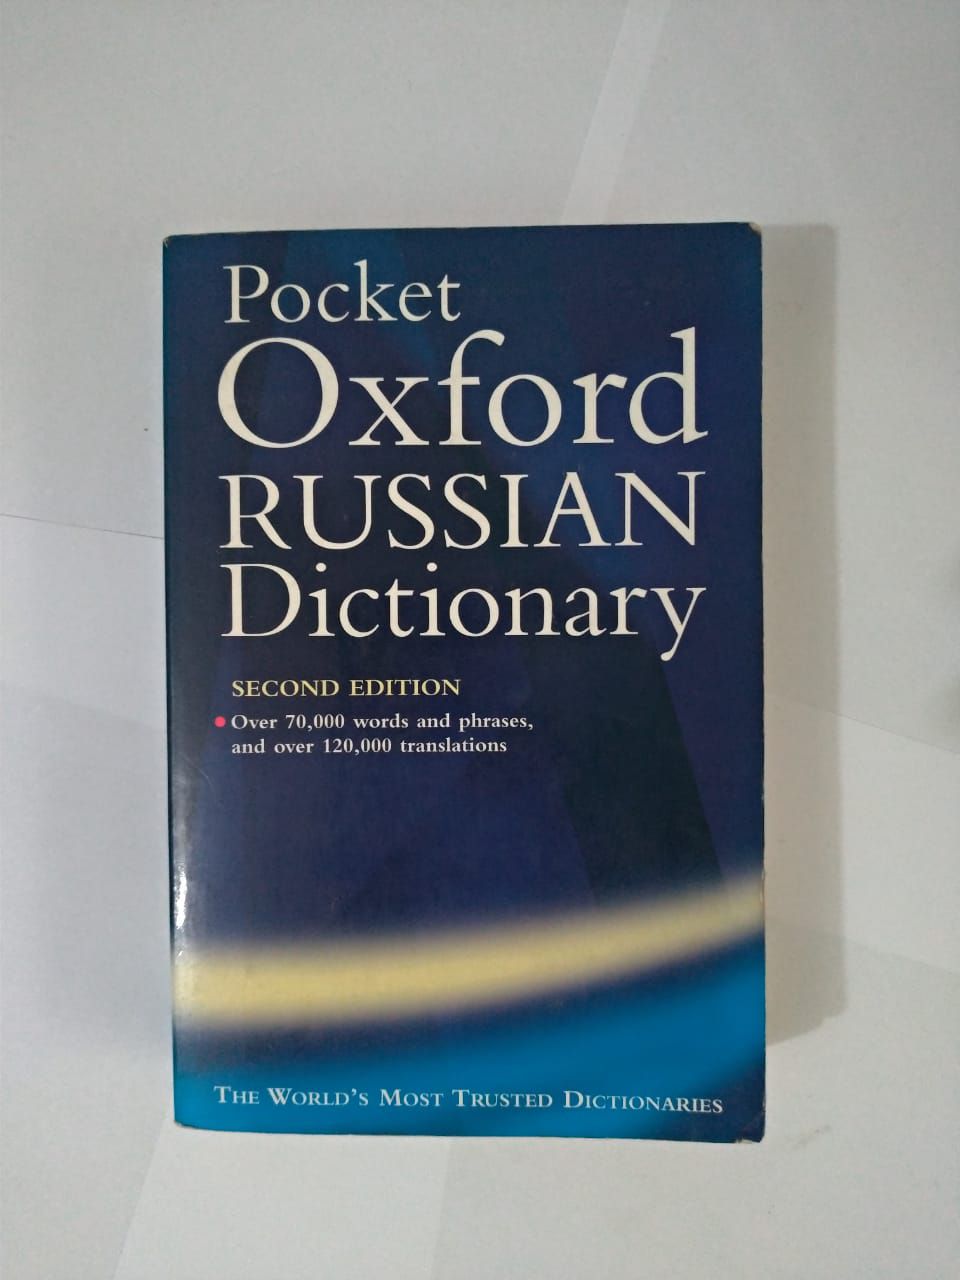 Pocket
Oxford
RUSSIAN
Dictionary
SECOND EDITION
• Over 70,000 words and phrases,
and over 120,000 translations
THE WORLD'S MOST TRUSTED DICTIONARIES